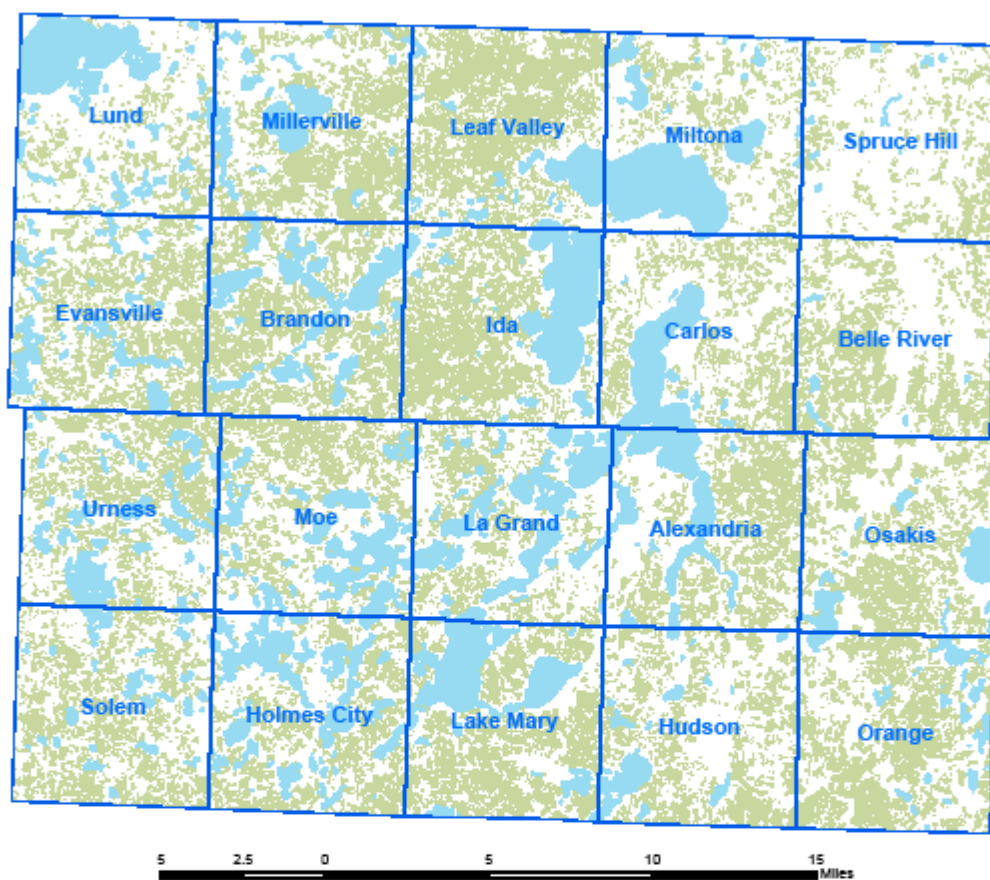 Lund
Millerville
Leaf Valley
Miltona
Spruce Hill
Evansville
Brandon
Ida
Carlos
Belle River
Urness
Moe
La Grand
Alexandria
Osakis
Solem
Holmes City
Lake Mary
Hudson
Orange
5 2.5 0 5 10 15
Miles